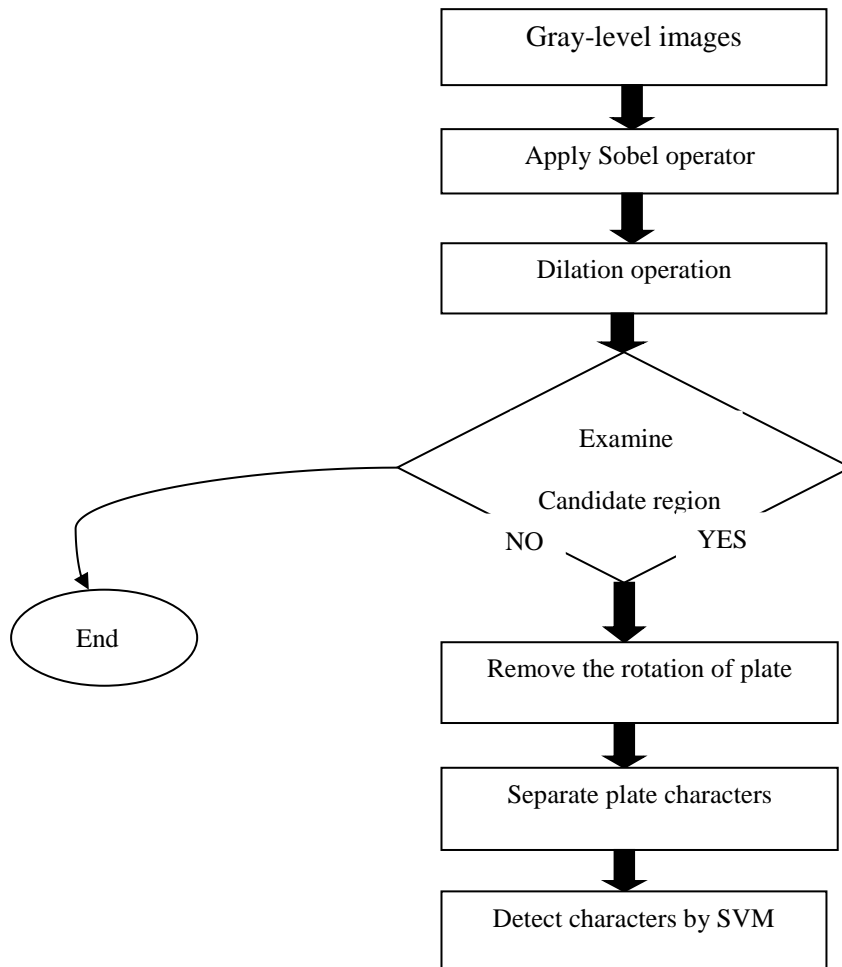 Gray-level images
Apply Sobel operator
Dilation operation
Examine
Candidate region
NO
YES
End
Remove the rotation of plate
Separate plate characters
Detect characters by SVM